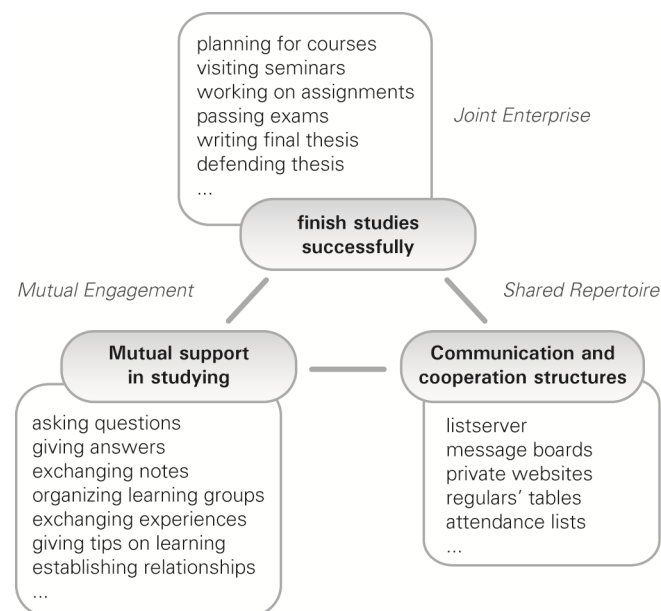 planning for courses
visiting seminars
working on assignments
passing exams
writing final thesis
defending thesis
...
Joint Enterprise
finish studies
successfully
Mutual Engagement
Shared Repertoire
Mutual support
in studying
asking questions
giving answers
exchanging notes
organizing learning groups
exchanging experiences
giving tips on learning
establishing relationships
...
Communication and
cooperation structures
listserver
message boards
private websites
regulars’ tables
attendance lists
...